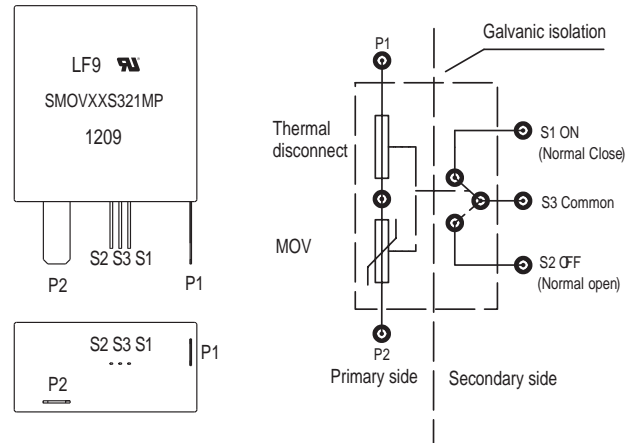 LF9 RU
SMOVXXS321MP
1209
S2 S3 S1
P2
P1
S2 S3 S1
P1
P2
Galvanic isolation
P1
Thermal
disconnect
S1 ON
(Normal Close)
S3 Common
MOV
S2 OFF
(Normal open)
P2
Primary side
Secondary side